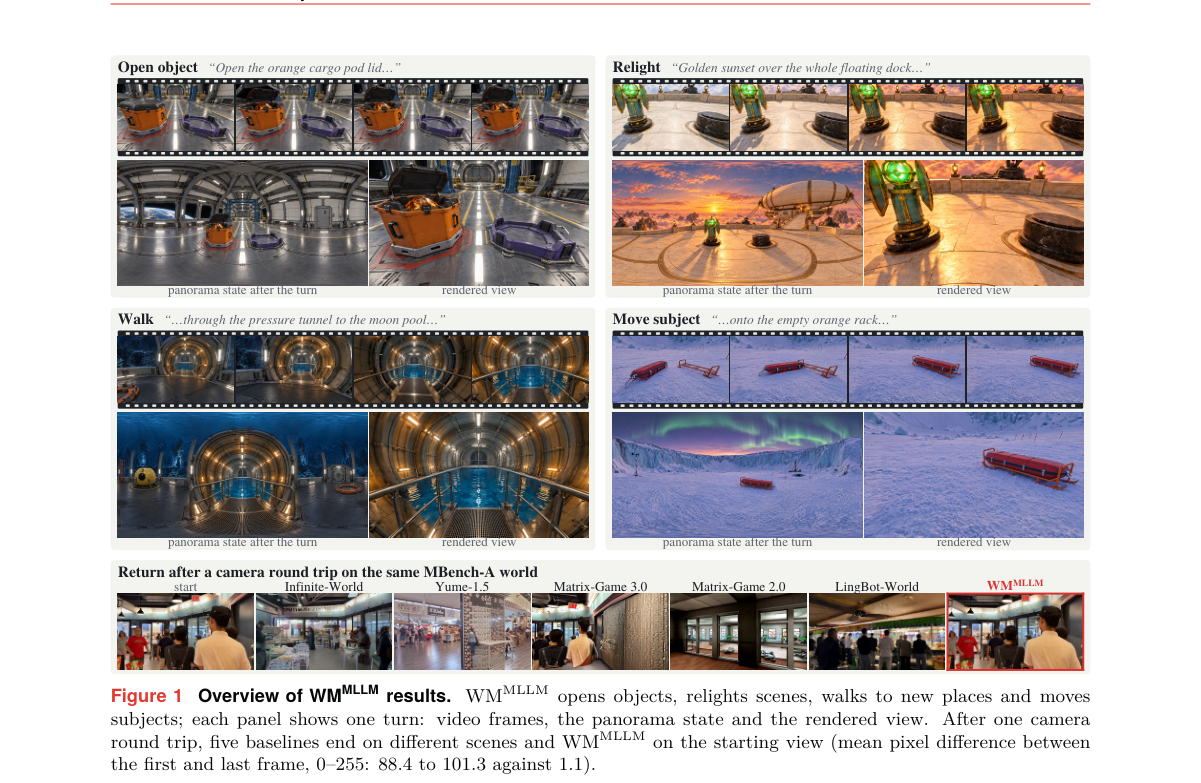 Open object “Open the orange cargo pod lid…”
panorama state after the turn
rendered view
Relight “Golden sunset over the whole floating dock…”
panorama state after the turn
rendered view
Walk “…through the pressure tunnel to the moon pool…”
panorama state after the turn
rendered view
Move subject “…onto the empty orange rack…”
panorama state after the turn
rendered view
Return after a camera round trip on the same MBench-A world
start Infinite-World Yume-1.5 Matrix-Game 3.0 Matrix-Game 2.0 LingBot-World WMᴹᴸᴸᴹ
Figure 1 Overview of WMᴹᴸᴸᴹ results. WMᴹᴸᴸᴹ opens objects, relights scenes, walks to new places and moves
subjects; each panel shows one turn: video frames, the panorama state and the rendered view. After one camera
round trip, five baselines end on different scenes and WMᴹᴸᴸᴹ on the starting view (mean pixel difference between
the first and last frame, 0–255: 88.4 to 101.3 against 1.1).